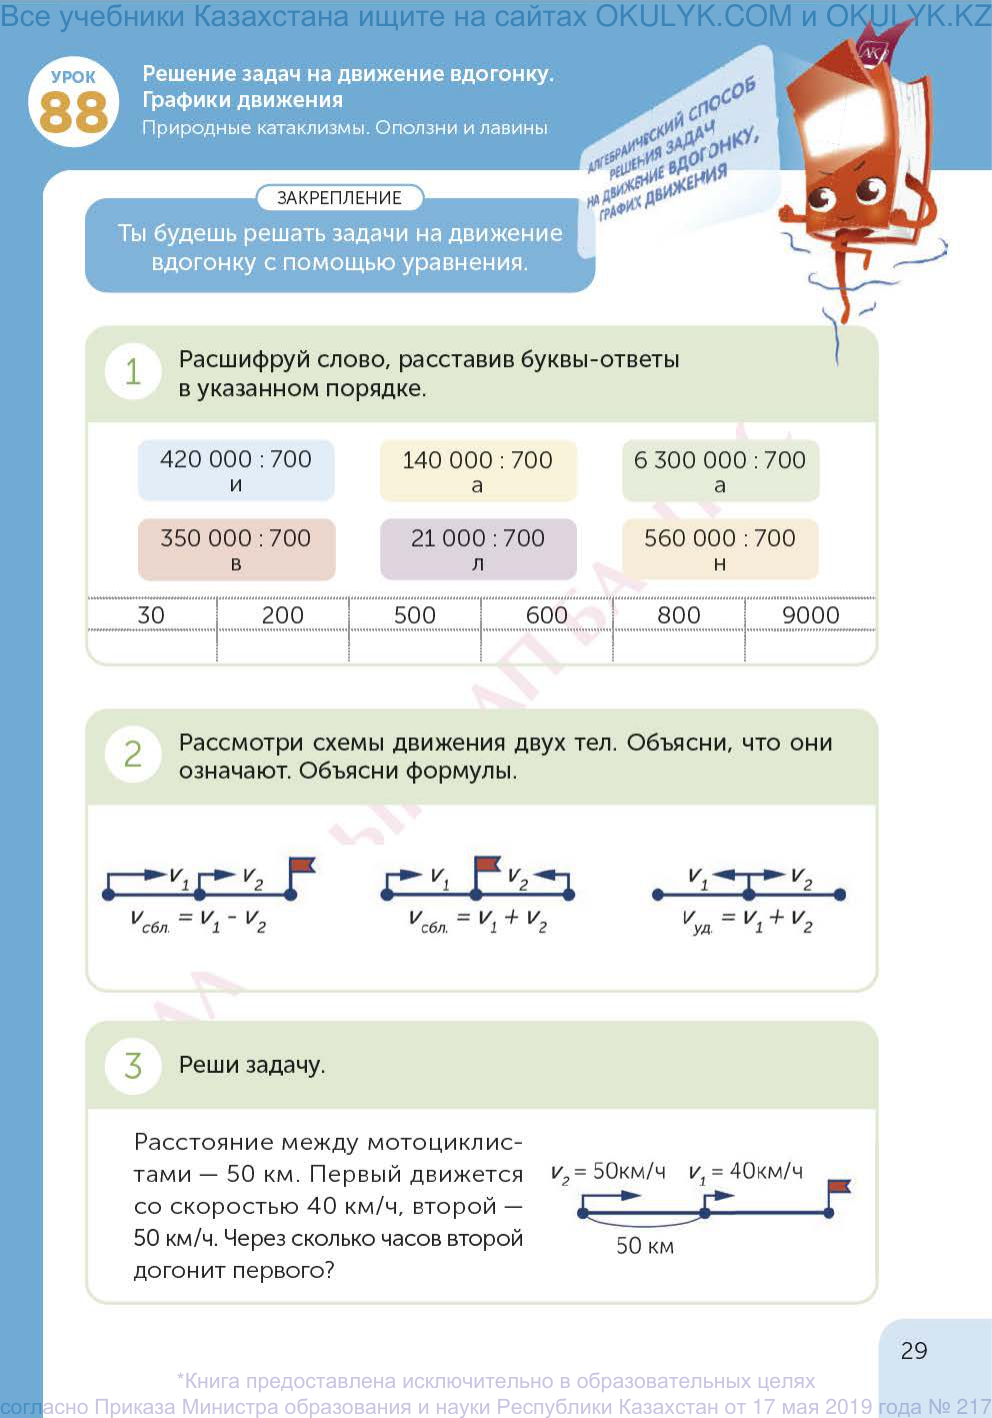 Все учебники Казахстана ищите на сайтах OKULYK.COM и OKULYK.KZ
УРОК
88
Решение задач на движение вдогонку.
Графики движения
Природные катаклизмы. Оползни и лавины
АЛГЕБРАИЧЕСКИЙ СПОСОБ
РЕШЕНИЯ ЗАДАЧ
НА ДВИЖЕНИЕ ВДОГОНКУ,
ГРАФИК ДВИЖЕНИЯ
ЗАКРЕПЛЕНИЕ
Ты будешь решать задачи на движение
вдогонку с помощью уравнения.
1
Расшифруй слово, расставив буквы-ответы
в указанном порядке.
420 000 : 700 140 000 : 700 6 300 000 : 700
и а а
350 000 : 700 21 000 : 700 560 000 : 700
в л н
30 200 500 600 800 9000
2
Рассмотри схемы движения двух тел. Объясни, что они
означают. Объясни формулы.
v1 v2 v1 v2 v1 v2
vсбл. = v1 - v2 vсбл. = v1 + v2 vуд. = v1 + v2
3
Реши задачу.
Расстояние между мотоциклис-
тами — 50 км. Первый движется
со скоростью 40 км/ч, второй —
50 км/ч. Через сколько часов второй
догонит первого?
v2 = 50км/ч v1 = 40км/ч
50 км
29
*Книга предоставлена исключительно в образовательных целях
согласно Приказа Министра образования и науки Республики Казахстан от 17 мая 2019 года № 217